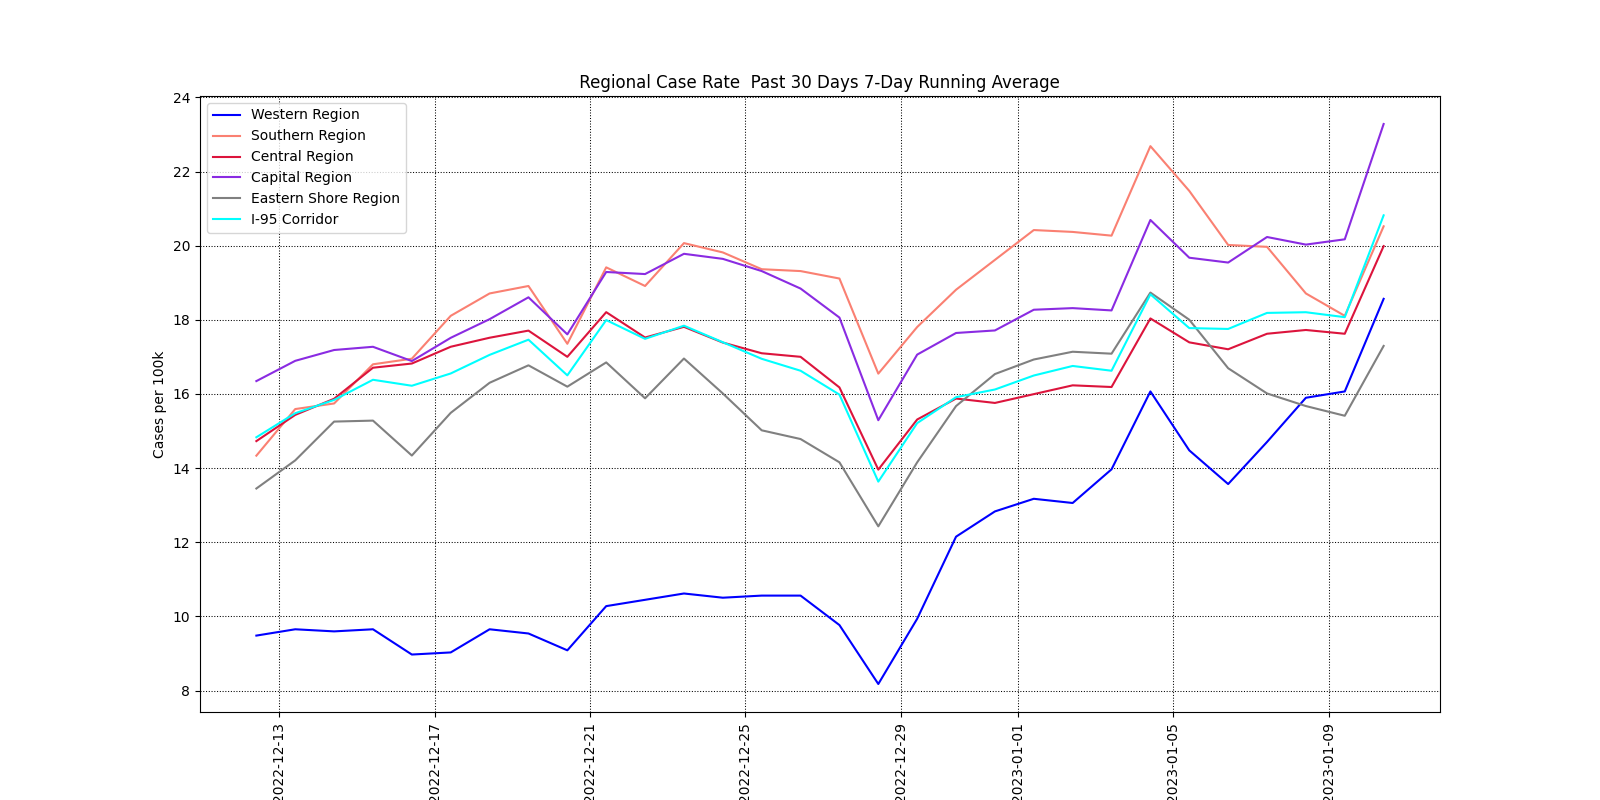 Regional Case Rate  Past 30 Days 7-Day Running Average
Cases per 100k
24
22
20
18
16
14
12
10
8
Western Region
Southern Region
Central Region
Capital Region
Eastern Shore Region
I-95 Corridor
2022-12-13
2022-12-17
2022-12-21
2022-12-25
2022-12-29
2023-01-01
2023-01-05
2023-01-09